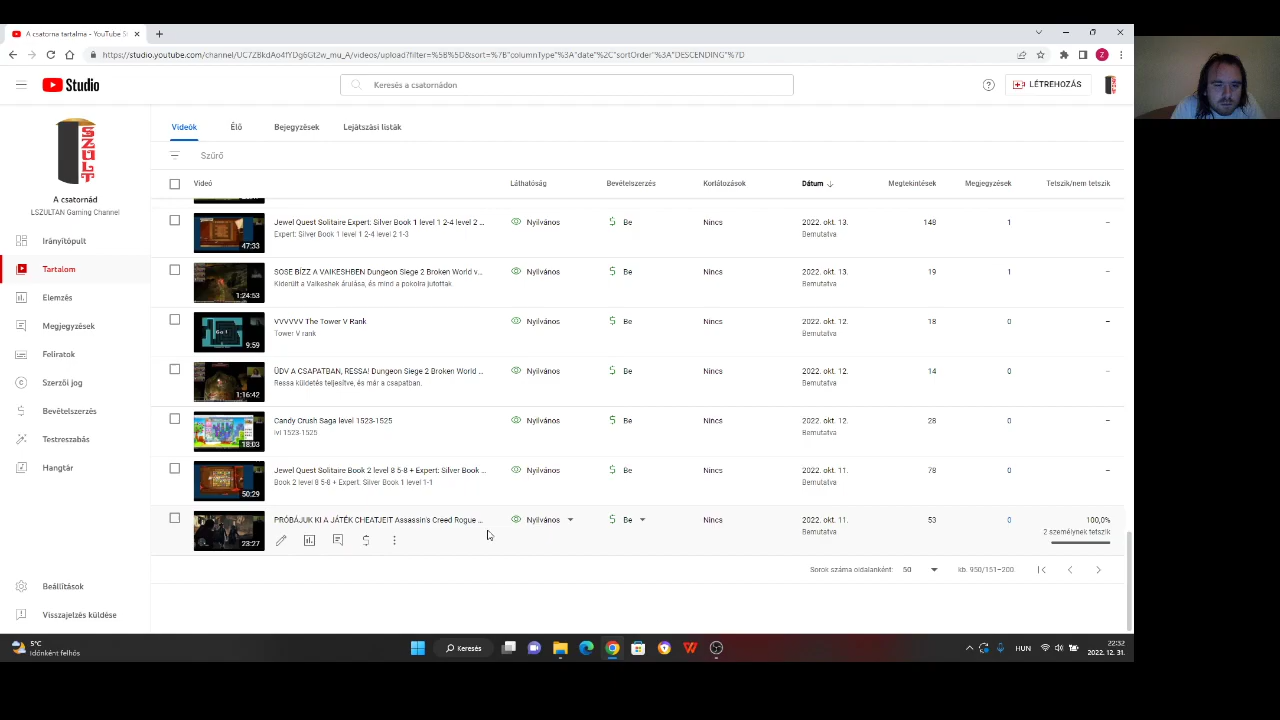 A csatorna tartalma - YouTube S
https://studio.youtube.com/channel/UC7ZBkdAo4fYDg6Gt2w_mu_A/videos/upload?filter=%5B%5D&sort=%7B"columnType"%3A"date"%2C"sortOrder"%3A"DESCENDING"%7D
Z
Studio
Keresés a csatornádon
LÉTREHOZÁS
SZULT
A csatornád
LSZULTAN Gaming Channel
Irányítópult
Tartalom
Elemzés
Megjegyzések
Feliratok
Szerzői jog
Bevételszerzés
Testreszabás
Hangtár
Beállítások
Visszajelzés küldése
Videók Élő Bejegyzések Lejátszási listák
Szűrő
Videó Láthatóság Bevételszerzés Korlátozások Dátum Megtekintések Megjegyzések Tetszik/nem tetszik
Jewel Quest Solitaire Expert: Silver Book 1 level 1 2-4 level 2 ... Nyilvános Be Nincs 2022. okt. 13. 148 1 –
Expert: Silver Book 1 level 1 2-4 level 2 1-3 Bemutatva
47:33
SOSE BÍZZ A VAIKESHBEN Dungeon Siege 2 Broken World v... Nyilvános Be Nincs 2022. okt. 13. 19 1 –
Kiderült a Vaikeshek árulása, és mind a pokolra jutottak Bemutatva
1:24:53
VVVVVV The Tower V Rank Nyilvános Be Nincs 2022. okt. 12. 18 0 –
Tower V rank Bemutatva
9:59
ÜDV A CSAPATBAN, RESSA! Dungeon Siege 2 Broken World ... Nyilvános Be Nincs 2022. okt. 12. 14 0 –
Ressa küldetés teljesítve, és már a csapatban. Bemutatva
1:16:42
Candy Crush Saga level 1523-1525 Nyilvános Be Nincs 2022. okt. 12. 28 0 –
lvl 1523-1525 Bemutatva
18:03
Jewel Quest Solitaire Book 2 level 8 5-8 + Expert: Silver Book ... Nyilvános Be Nincs 2022. okt. 11. 78 0 –
Book 2 level 8 5-8 + Expert: Silver Book 1 level 1-1 Bemutatva
50:29
PRÓBÁJUK KI A JÁTÉK CHEATJEIT Assassin's Creed Rogue ... Nyilvános Be Nincs 2022. okt. 11. 53 0 100,0%
Bemutatva 2 személynek tetszik
23:27
Sorok száma oldalanként: 50 kb. 950/151–200
5°C
Időnként felhős
Keresés
HUN
22:32
2022. 12. 31.